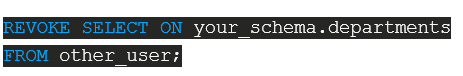 REVOKE SELECT ON your_schema.departments
FROM other_user;